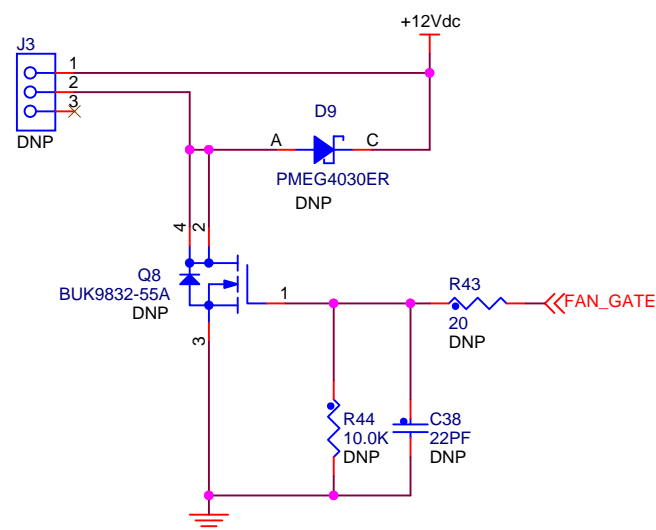 +12Vdc
J3
1
2
3
DNP
D9
A
C
PMEG4030ER
DNP
4
2
Q8
BUK9832-55A
DNP
1
3
R43
20
DNP
FAN_GATE
R44
10.0K
DNP
C38
22PF
DNP